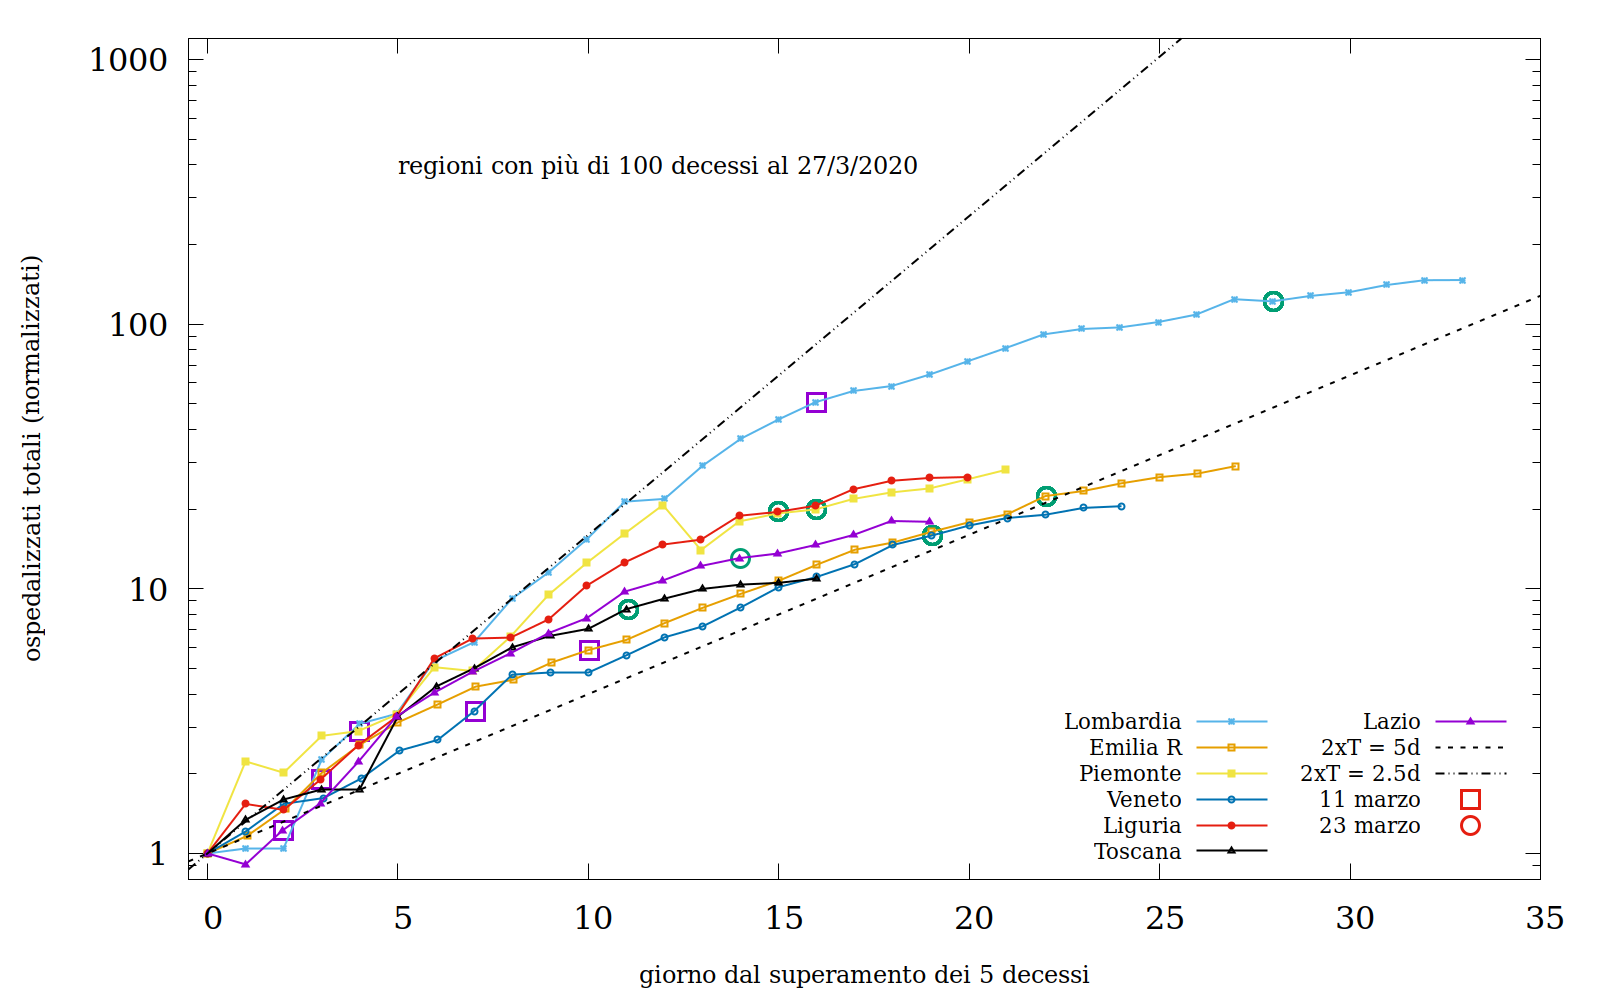 1000
100
10
1
regioni con più di 100 decessi al 27/3/2020
ospedalizzati totali (normalizzati)
Lombardia
Emilia R
Piemonte
Veneto
Liguria
Toscana
Lazio
2xT = 5d
2xT = 2.5d
11 marzo
23 marzo
0 5 10 15 20 25 30 35
giorno dal superamento dei 5 decessi